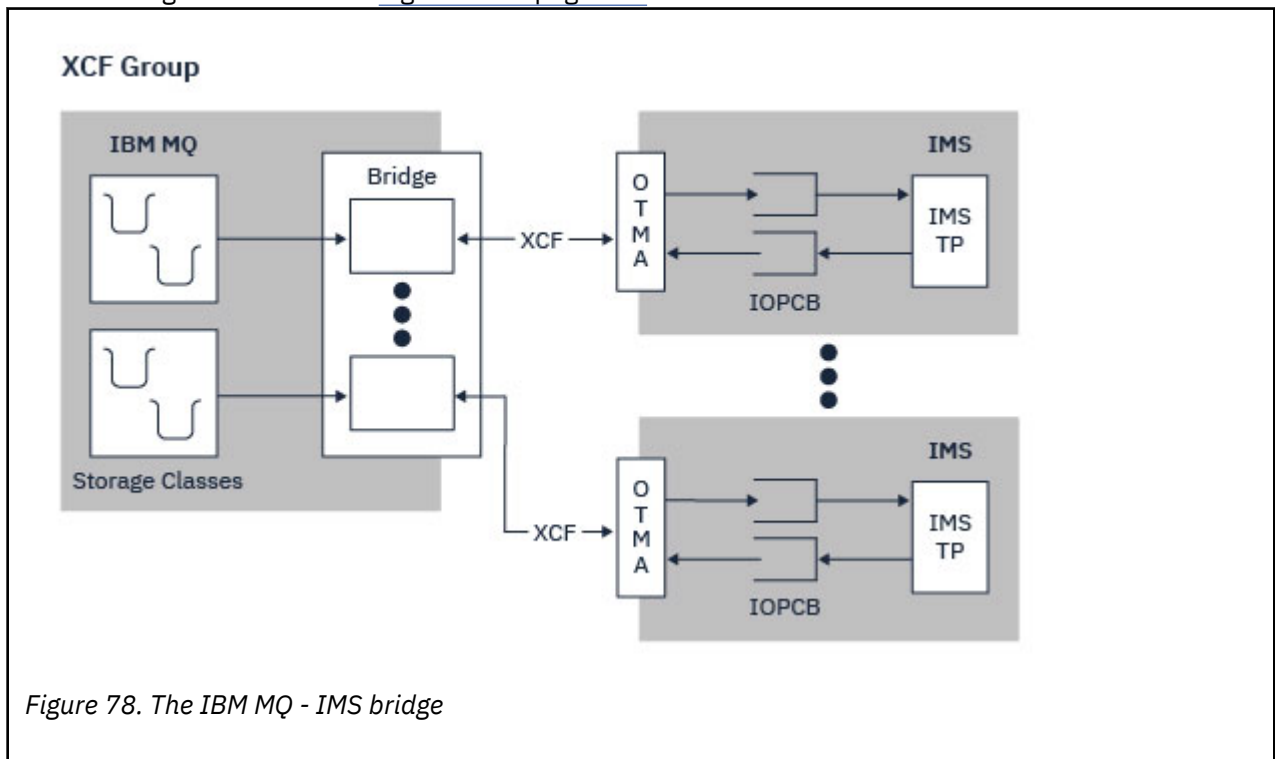 XCF Group
IBM MQ
Bridge
Storage Classes
XCF
XCF
O
T
M
A
IMS
IMS
TP
IOPCB
O
T
M
A
IMS
IMS
TP
IOPCB
Figure 78. The IBM MQ - IMS bridge